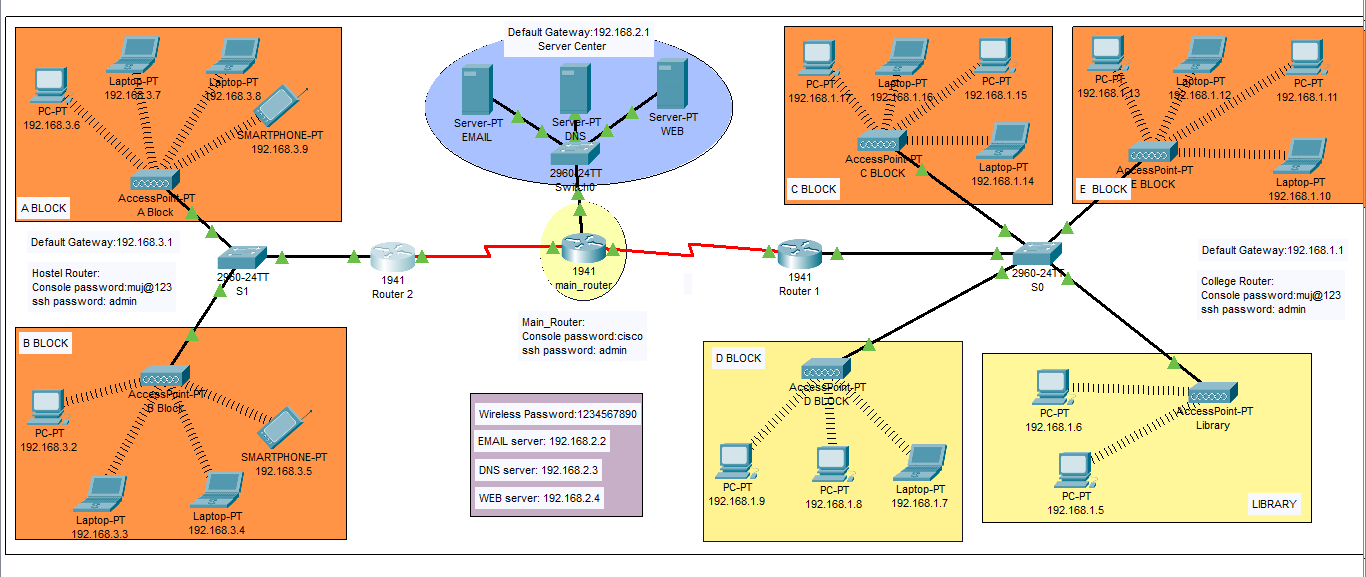 Default Gateway:192.168.2.1
Server Center
Server-PT
EMAIL
Server-PT
DNS
Server-PT
WEB
2960-24TT
Switch0
Laptop-PT
192.168.3.7
Laptop-PT
192.168.3.8
PC-PT
192.168.3.6
SMARTPHONE-PT
192.168.3.9
AccessPoint-PT
A Block
A BLOCK
Default Gateway:192.168.3.1
Hostel Router:
Console password:muj@123
ssh password: admin
2960-24TT
S1
1941
Router 2
1941
main_router
Main_Router:
Console password:cisco
ssh password: admin
1941
Router 1
PC-PT
192.168.1.17
Laptop-PT
192.168.1.16
PC-PT
192.168.1.15
AccessPoint-PT
C BLOCK
Laptop-PT
192.168.1.14
C BLOCK
PC-PT
192.168.1.13
Laptop-PT
192.168.1.12
PC-PT
192.168.1.11
AccessPoint-PT
E BLOCK
Laptop-PT
192.168.1.10
E BLOCK
2960-24TT
S0
Default Gateway:192.168.1.1
College Router:
Console password:muj@123
ssh password: admin
B BLOCK
AccessPoint-PT
B Block
PC-PT
192.168.3.2
SMARTPHONE-PT
192.168.3.5
Laptop-PT
192.168.3.3
Laptop-PT
192.168.3.4
Wireless Password:1234567890
EMAIL server: 192.168.2.2
DNS server: 192.168.2.3
WEB server: 192.168.2.4
D BLOCK
AccessPoint-PT
D BLOCK
PC-PT
192.168.1.9
PC-PT
192.168.1.8
Laptop-PT
192.168.1.7
PC-PT
192.168.1.6
AccessPoint-PT
Library
PC-PT
192.168.1.5
LIBRARY